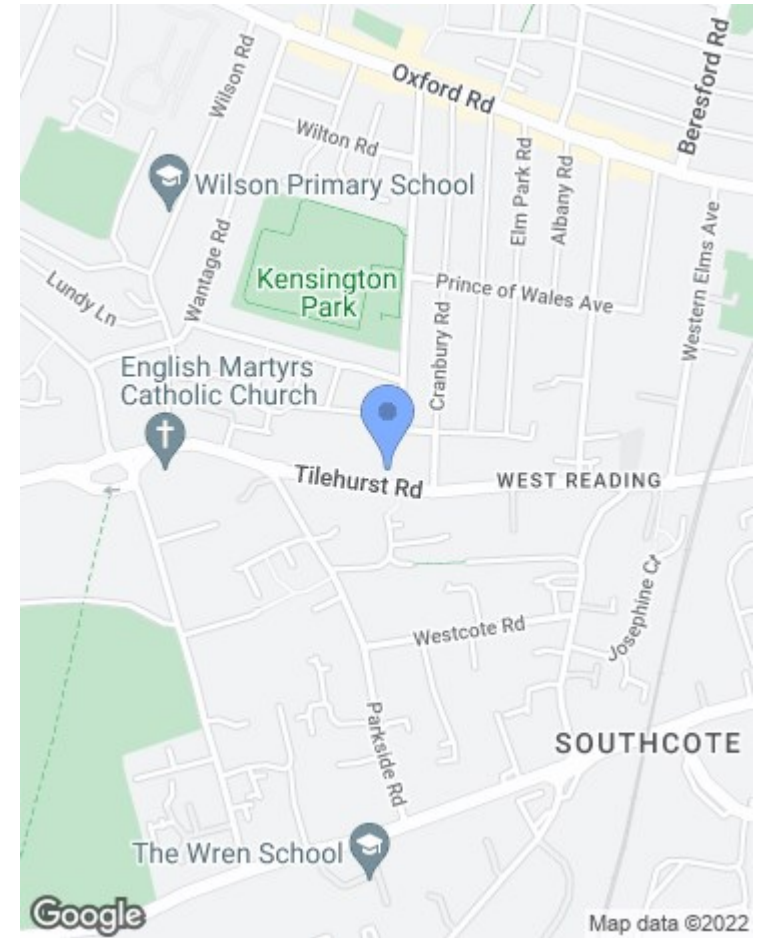 Wilson Rd
Oxford Rd
Beresford Rd
Wilton Rd
Wilson Primary School
Elm Park Rd
Albany Rd
Wantage Rd
Western Elms Ave
Kensington
Park
Prince of Wales Ave
Lundy Ln
Cranbury Rd
English Martyrs
Catholic Church
Tilehurst Rd
WEST READING
Josephine Ct
Westcote Rd
Parkside Rd
SOUTHCOTE
The Wren School
Google
Map data ©2022